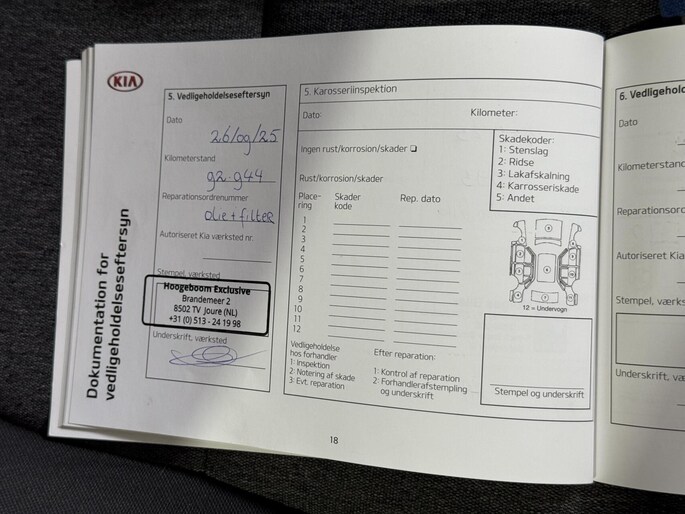 KIA
Dokumentation for
vedligeholdelseseftersyn
5. Vedligeholdelseseftersyn
Dato
26/09/25
Kilometerstand
92.944
Reparationsordrenummer
olie + filter
Autoriseret Kia værksted nr.
Stempel, værksted
Hoogeboom Exclusive
Brandemeer 2
8502 TV Joure (NL)
+31 (0) 513 - 24 19 98
Underskrift, værksted
5. Karosseriinspektion
Dato:
Kilometer:
Ingen rust/korrosion/skader
Rust/korrosion/skader
Place-
ring
Skader
kode
Rep. dato
1
2
3
4
5
6
7
8
9
10
11
12
Skadekoder:
1: Stenslag
2: Ridse
3: Lakafskalning
4: Karrosseriskade
5: Andet
12 = Undervogn
Vedligeholdelse
hos forhandler
1: Inspektion
2: Notering af skade
3: Evt. reparation
Efter reparation:
1: Kontrol af reparation
2: Forhandlerafstempling
og underskrift
Stempel og underskrift
18
6. Vedligehold
Dato
Kilometerstand
Reparationsord
Autoriseret Kia
Stempel, værks
Underskrift, væ